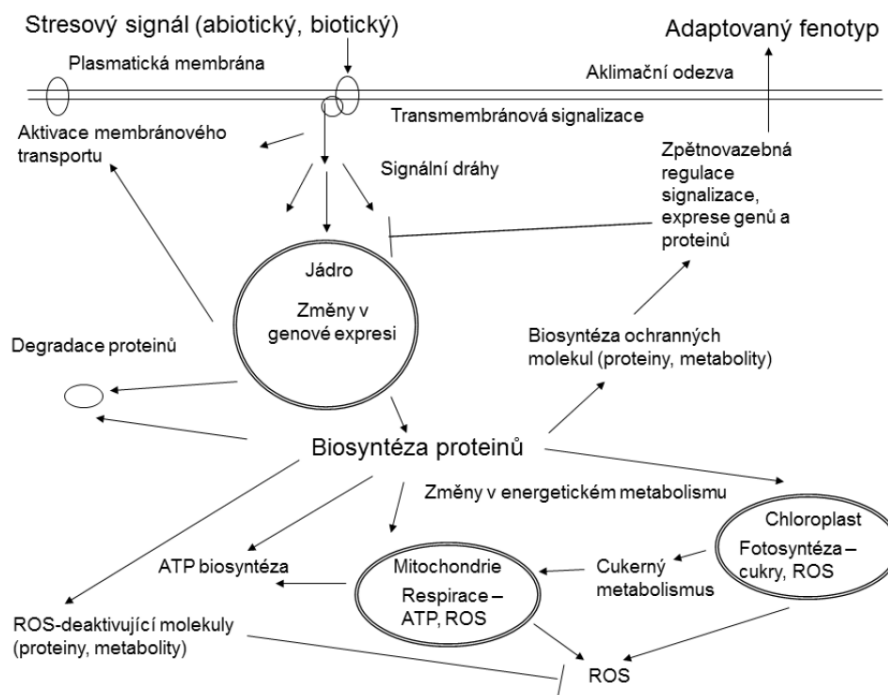 Stresový signál (abiotický, biotický)
Adaptovaný fenotyp
Plasmatická membrána
Aklimační odezva
Aktivace membránového
transportu
Transmembránová signalizace
Signální dráhy
Zpětnovazebná
regulace
signalizace,
exprese genů a
proteinů
Jádro
Změny v
genové expresi
Degradace proteinů
Biosyntéza ochranných
molekul (proteiny, metabolity)
Biosyntéza proteinů
Změny v energetickém metabolismu
Chloroplast
Fotosyntéza –
cukry, ROS
ATP biosyntéza
Mitochondrie
Respirace –
ATP, ROS
Cukerný
metabolismus
ROS-deaktivující molekuly
(proteiny, metabolity)
ROS